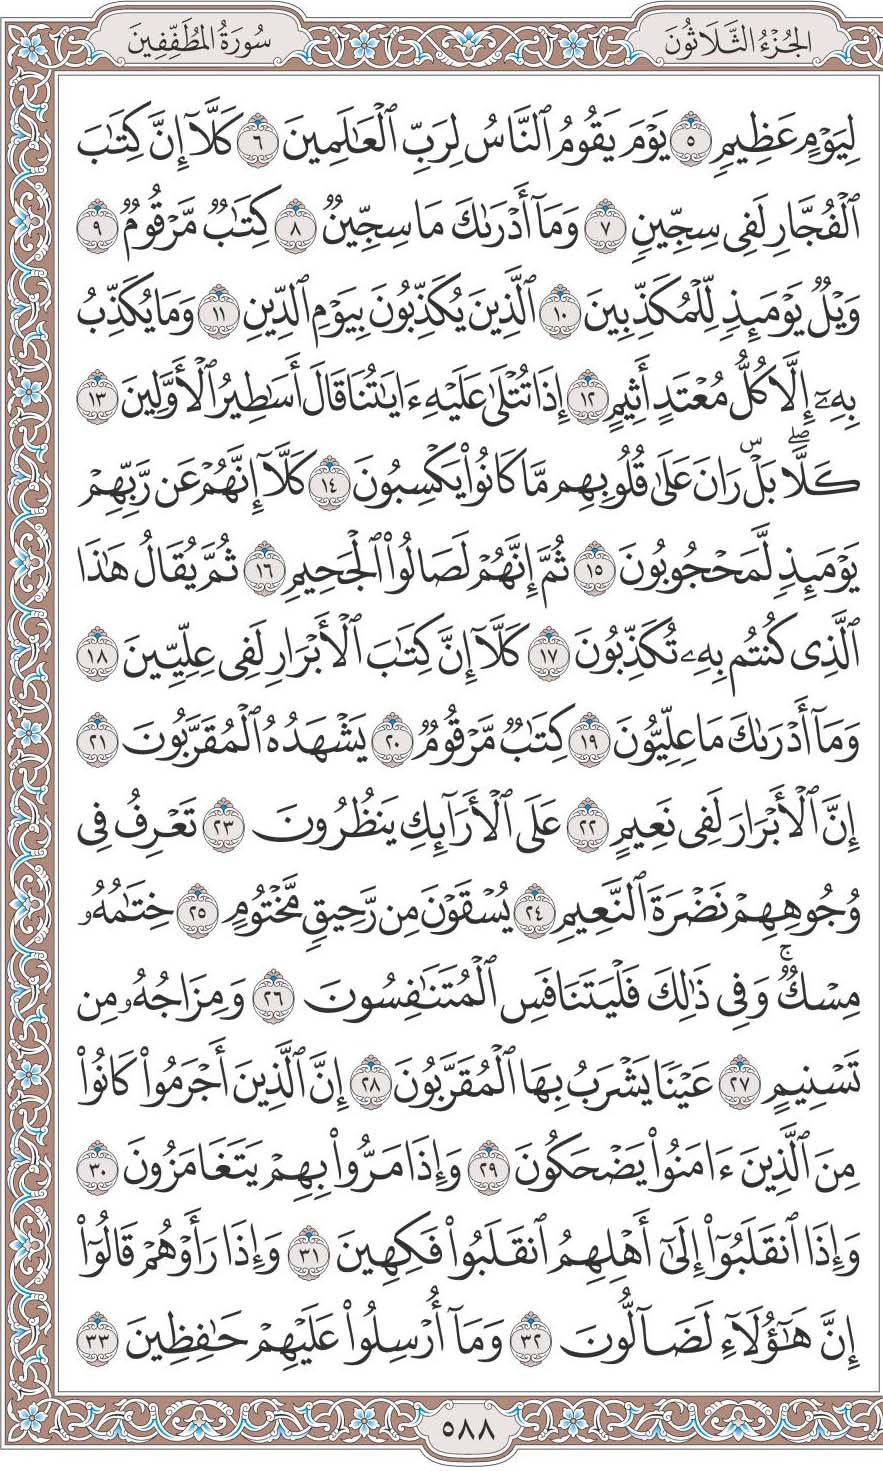 الجُزْءُ الثَّلَاثُونَ
سُورَةُ المُطَفِّفِينَ
لِيَوْمٍ عَظِيمٍ ٥ يَوْمَ يَقُومُ ٱلنَّاسُ لِرَبِّ ٱلْعَٰلَمِينَ ٦ كَلَّآ إِنَّ كِتَٰبَ
ٱلْفُجَّارِ لَفِى سِجِّينٍ ٧ وَمَآ أَدْرَىٰكَ مَا سِجِّينٌ ٨ كِتَٰبٌ مَّرْقُومٌ ٩
وَيْلٌ يَوْمَئِذٍ لِّلْمُكَذِّبِينَ ١٠ ٱلَّذِينَ يُكَذِّبُونَ بِيَوْمِ ٱلدِّينِ ١١ وَمَا يُكَذِّبُ
بِهِۦٓ إِلَّا كُلُّ مُعْتَدٍ أَثِيمٍ ١٢ إِذَا تُتْلَىٰ عَلَيْهِ ءَايَٰتُنَا قَالَ أَسَٰطِيرُ ٱلْأَوَّلِينَ ١٣
كَلَّا ۖ بَلْ ۜ رَانَ عَلَىٰ قُلُوبِهِم مَّا كَانُوا۟ يَكْسِبُونَ ١٤ كَلَّآ إِنَّهُمْ عَن رَّبِّهِمْ
يَوْمَئِذٍ لَّمَحْجُوبُونَ ١٥ ثُمَّ إِنَّهُمْ لَصَالُوا۟ ٱلْجَحِيمِ ١٦ ثُمَّ يُقَالُ هَٰذَا
ٱلَّذِى كُنتُم بِهِۦ تُكَذِّبُونَ ١٧ كَلَّآ إِنَّ كِتَٰبَ ٱلْأَبْرَارِ لَفِى عِلِّيِّينَ ١٨
وَمَآ أَدْرَىٰكَ مَا عِلِّيُّونَ ١٩ كِتَٰبٌ مَّرْقُومٌ ٢٠ يَشْهَدُهُ ٱلْمُقَرَّبُونَ ٢١
إِنَّ ٱلْأَبْرَارَ لَفِى نَعِيمٍ ٢٢ عَلَى ٱلْأَرَآئِكِ يَنظُرُونَ ٢٣ تَعْرِفُ فِى
وُجُوهِهِمْ نَضْرَةَ ٱلنَّعِيمِ ٢٤ يُسْقَوْنَ مِن رَّحِيقٍ مَّخْتُومٍ ٢٥ خِتَٰمُهُۥ
مِسْكٌ ۚ وَفِى ذَٰلِكَ فَلْيَتَنَافَسِ ٱلْمُتَنَٰفِسُونَ ٢٦ وَمِزَاجُهُۥ مِن
تَسْنِيمٍ ٢٧ عَيْنًا يَشْرَبُ بِهَا ٱلْمُقَرَّبُونَ ٢٨ إِنَّ ٱلَّذِينَ أَجْرَمُوا۟ كَانُوا۟
مِنَ ٱلَّذِينَ ءَامَنُوا۟ يَضْحَكُونَ ٢٩ وَإِذَا مَرُّوا۟ بِهِمْ يَتَغَامَزُونَ ٣٠
وَإِذَا ٱنقَلَبُوٓا۟ إِلَىٰٓ أَهْلِهِمُ ٱنقَلَبُوا۟ فَكِهِينَ ٣١ وَإِذَا رَأَوْهُمْ قَالُوٓا۟
إِنَّ هَٰٓؤُلَآءِ لَضَآلُّونَ ٣٢ وَمَآ أُرْسِلُوا۟ عَلَيْهِمْ حَٰفِظِينَ ٣٣
٥٨٨